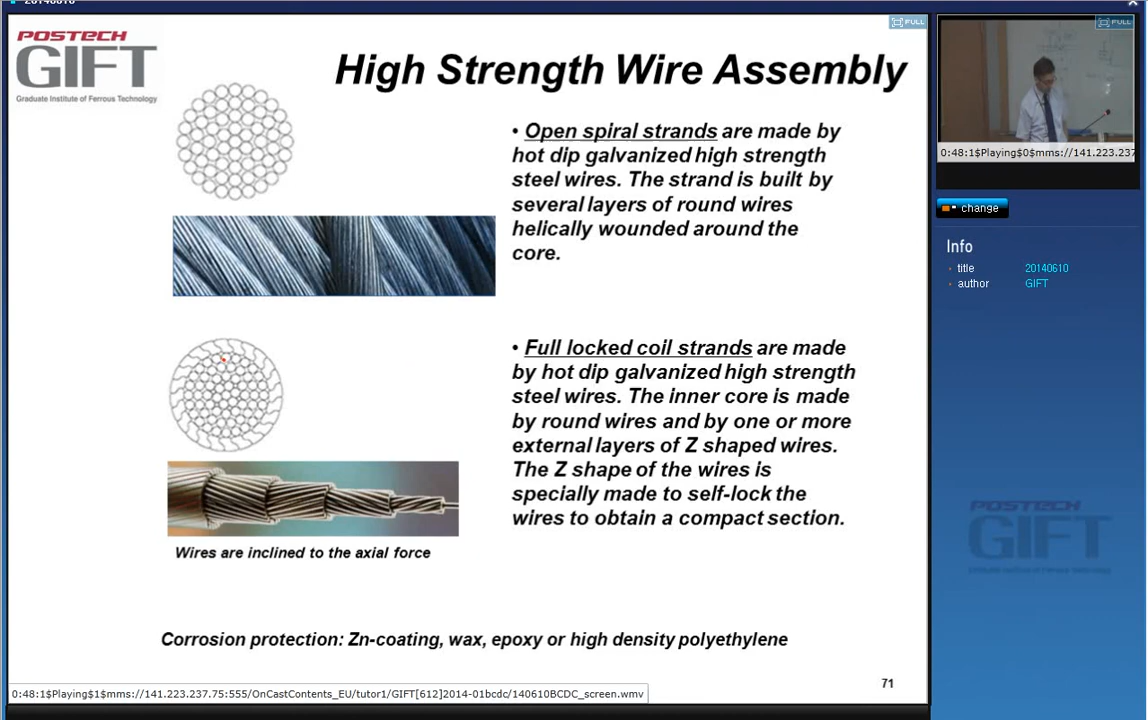 20140610
POSTECH
GIFT
Graduate Institute of Ferrous Technology
High Strength Wire Assembly
• Open spiral strands are made by
hot dip galvanized high strength
steel wires. The strand is built by
several layers of round wires
helically wounded around the
core.
• Full locked coil strands are made
by hot dip galvanized high strength
steel wires. The inner core is made
by round wires and by one or more
external layers of Z shaped wires.
The Z shape of the wires is
specially made to self-lock the
wires to obtain a compact section.
Wires are inclined to the axial force
Corrosion protection: Zn-coating, wax, epoxy or high density polyethylene
71
0:48:1$Playing$1$mms://141.223.237.75:555/OnCastContents_EU/tutor1/GIFT[612]2014-01bcdc/140610BCDC_screen.wmv
FULL
FULL
0:48:1$Playing$0$mms://141.223.237
change
Info
title 20140610
author GIFT
POSTECH
GIFT